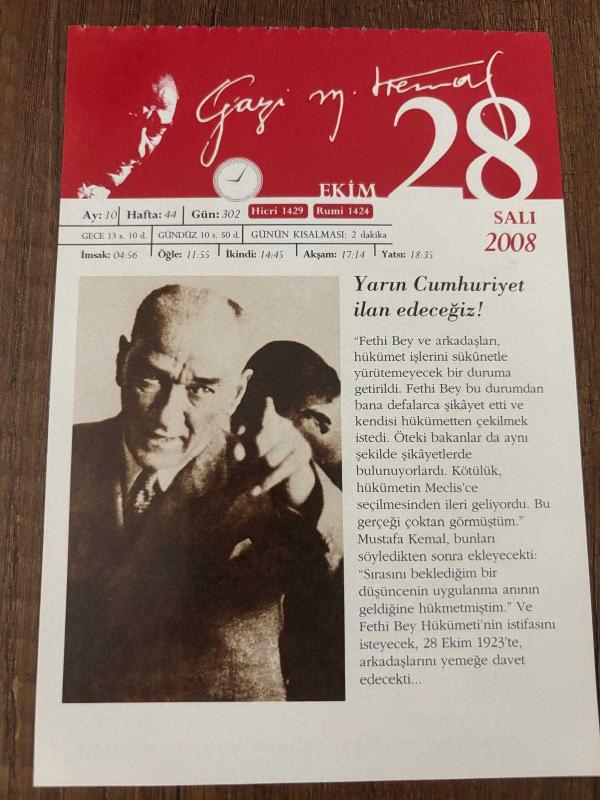 Gazi M. Kemal
28
EKİM
SALI
2008
Ay: 10 Hafta: 44 Gün: 302 Hicri 1429 Rumi 1424
GECE 13 s. 10 d. GÜNDÜZ 10 s. 50 d. GÜNÜN KISALMASI: 2 dakika
İmsak: 04:56 Öğle: 11:55 İkindi: 14:45 Akşam: 17:14 Yatsı: 18:35
Yarın Cumhuriyet
ilan edeceğiz!
“Fethi Bey ve arkadaşları,
hükümet işlerini sükûnetle
yürütemeyecek bir duruma
getirildi. Fethi Bey bu durumdan
bana defalarca şikâyet etti ve
kendisi hükümetten çekilmek
istedi. Öteki bakanlar da aynı
şekilde şikâyetlerde
bulunuyorlardı. Kötülük,
hükümetin Meclis’ce
seçilmesinden ileri geliyordu. Bu
gerçeği çoktan görmüştüm.”
Mustafa Kemal, bunları
söyledikten sonra ekleyecekti:
“Sırasını beklediğim bir
düşüncenin uygulanma anının
geldiğine hükmetmiştim.” Ve
Fethi Bey Hükümeti’nin istifasını
isteyecek, 28 Ekim 1923’te,
arkadaşlarını yemeğe davet
edecekti...